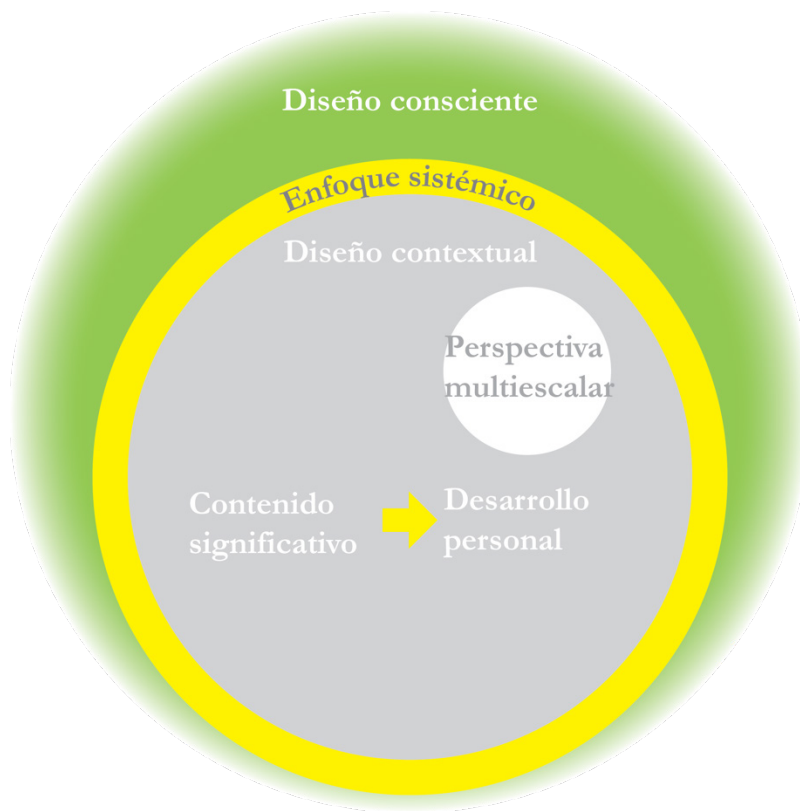 Diseño consciente
Enfoque sistémico
Diseño contextual
Perspectiva
multiescalar
Contenido
significativo
Desarrollo
personal